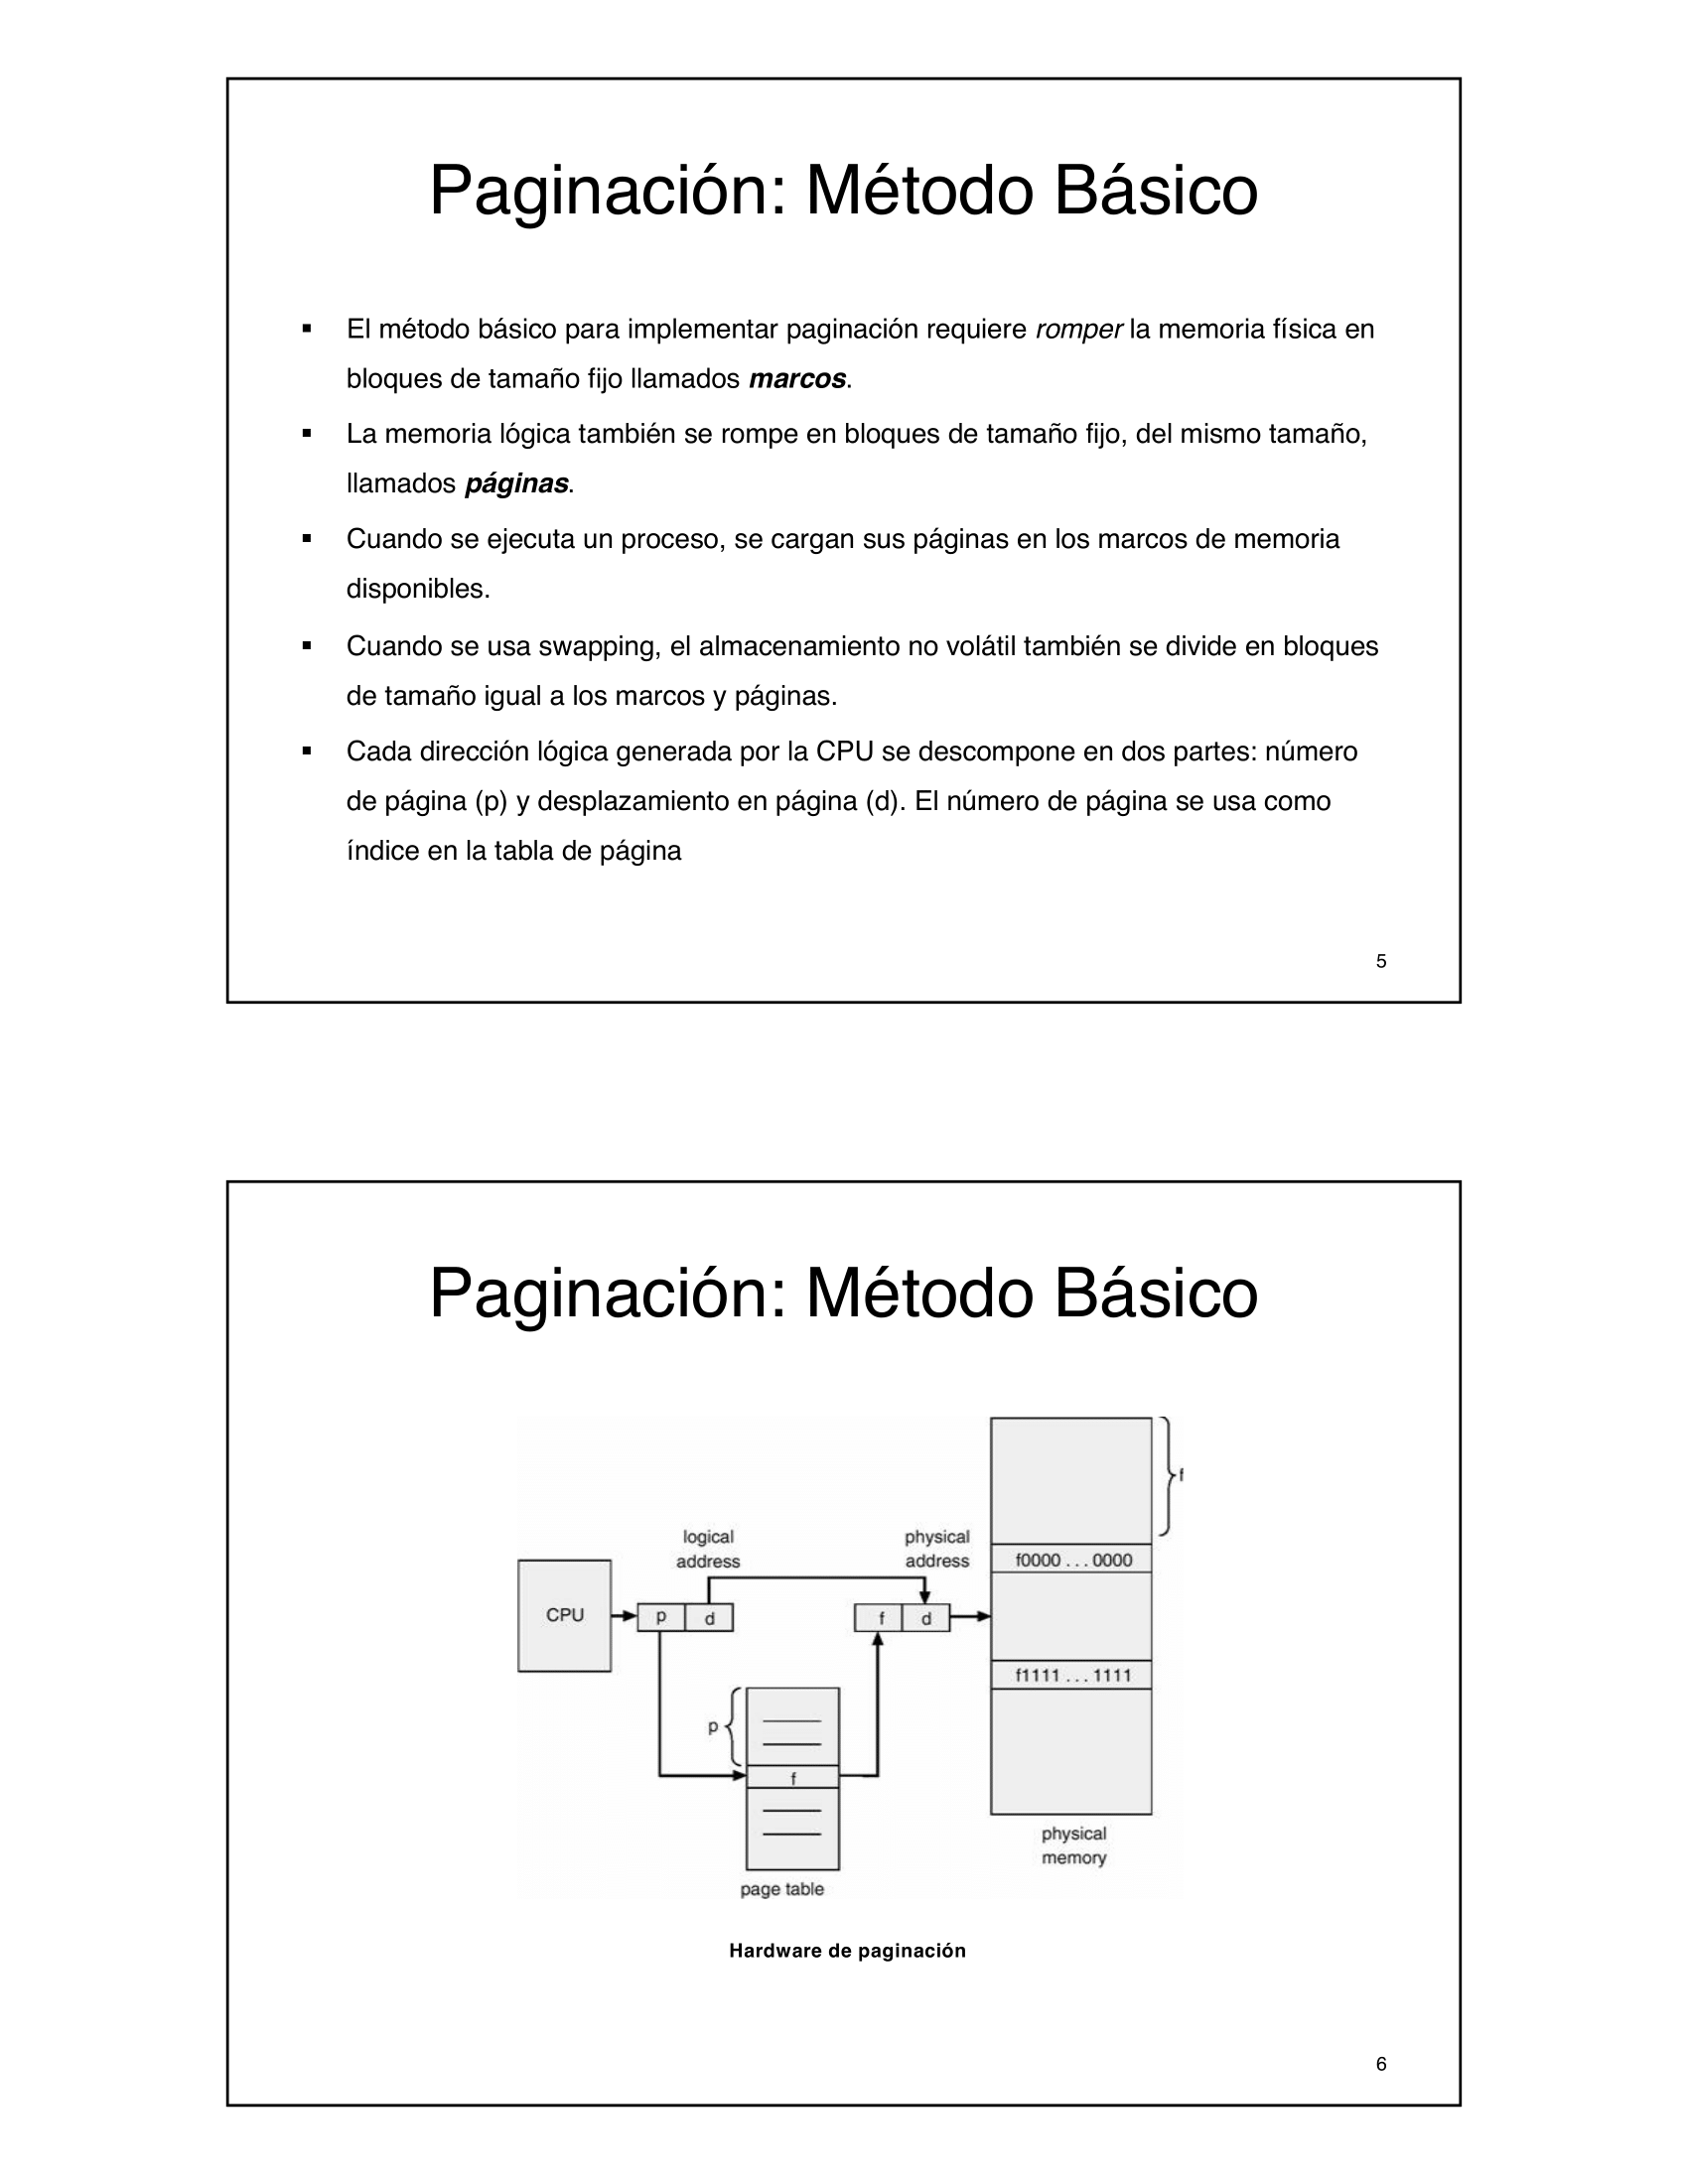 Paginación: Método Básico
▪ El método básico para implementar paginación requiere romper la memoria física en
bloques de tamaño fijo llamados marcos.
▪ La memoria lógica también se rompe en bloques de tamaño fijo, del mismo tamaño,
llamados páginas.
▪ Cuando se ejecuta un proceso, se cargan sus páginas en los marcos de memoria
disponibles.
▪ Cuando se usa swapping, el almacenamiento no volátil también se divide en bloques
de tamaño igual a los marcos y páginas.
▪ Cada dirección lógica generada por la CPU se descompone en dos partes: número
de página (p) y desplazamiento en página (d). El número de página se usa como
índice en la tabla de página
5
Paginación: Método Básico
f
logical
address
physical
address
f0000 . . . 0000
CPU
p d
f d
f1111 . . . 1111
p
f
physical
memory
page table
Hardware de paginación
6